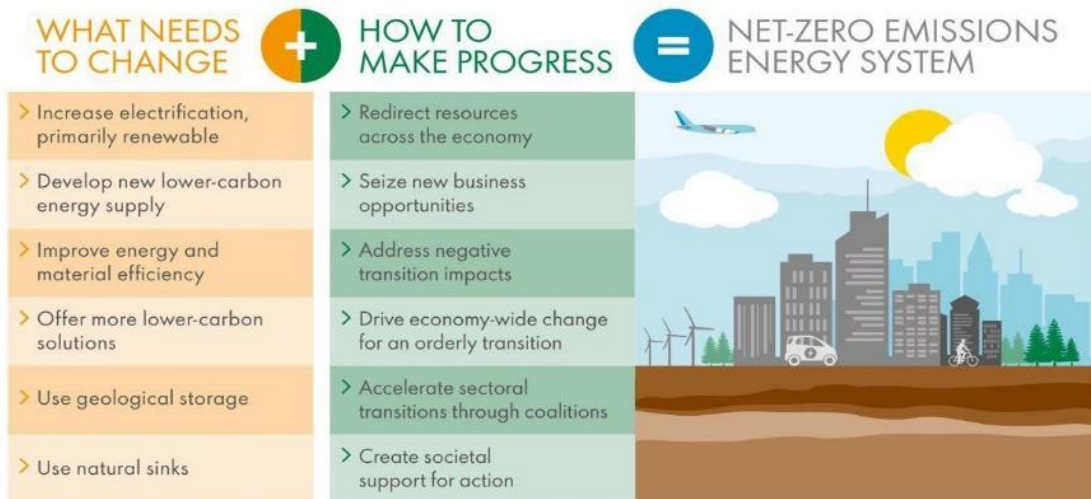 WHAT NEEDS
TO CHANGE
+
HOW TO
MAKE PROGRESS
=
NET-ZERO EMISSIONS
ENERGY SYSTEM
> Increase electrification,
primarily renewable
> Develop new lower-carbon
energy supply
> Improve energy and
material efficiency
> Offer more lower-carbon
solutions
> Use geological storage
> Use natural sinks
> Redirect resources
across the economy
> Seize new business
opportunities
> Address negative
transition impacts
> Drive economy-wide change
for an orderly transition
> Accelerate sectoral
transitions through coalitions
> Create societal
support for action